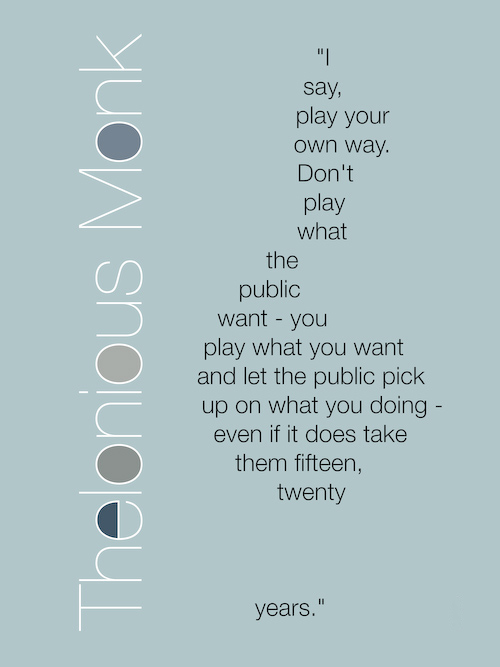 Thelonious Monk
"I
say,
play your
own way.
Don't
play
what
the
public
want - you
play what you want
and let the public pick
up on what you doing -
even if it does take
them fifteen,
twenty
years."